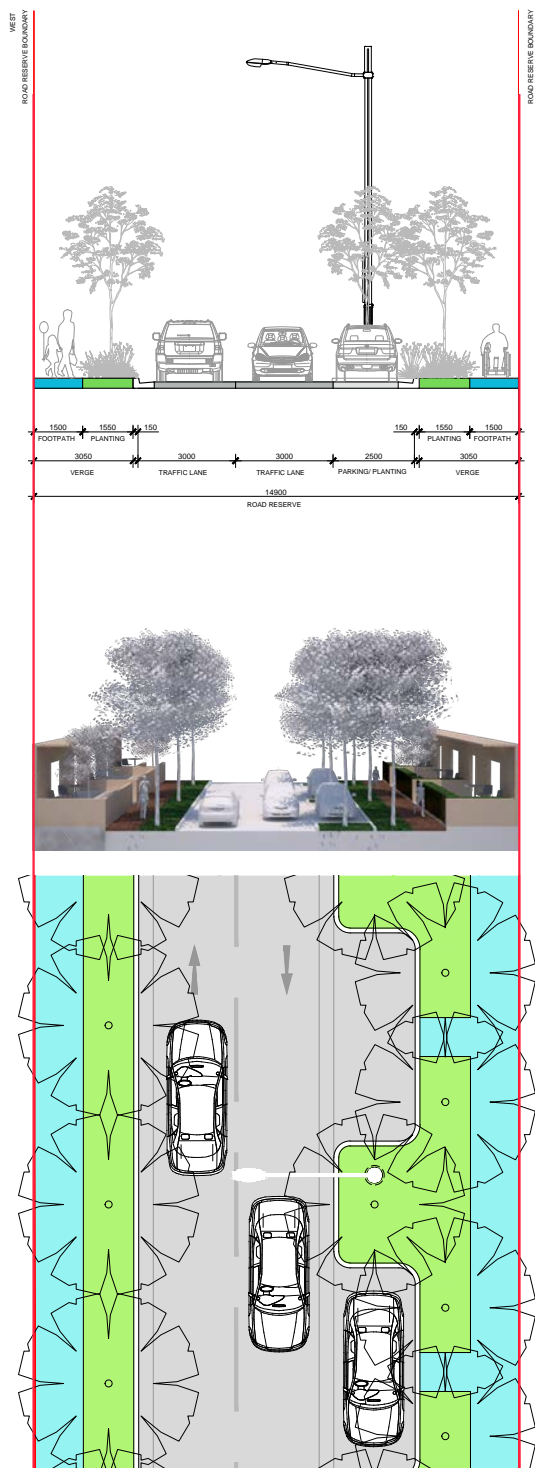 WEST
ROAD RESERVE BOUNDARY
ROAD RESERVE BOUNDARY
1500 1550 150 150 1550 1500
FOOTPATH PLANTING PLANTING FOOTPATH
3050 3000 3000 2500 3050
VERGE TRAFFIC LANE TRAFFIC LANE PARKING/ PLANTING VERGE
14900
ROAD RESERVE